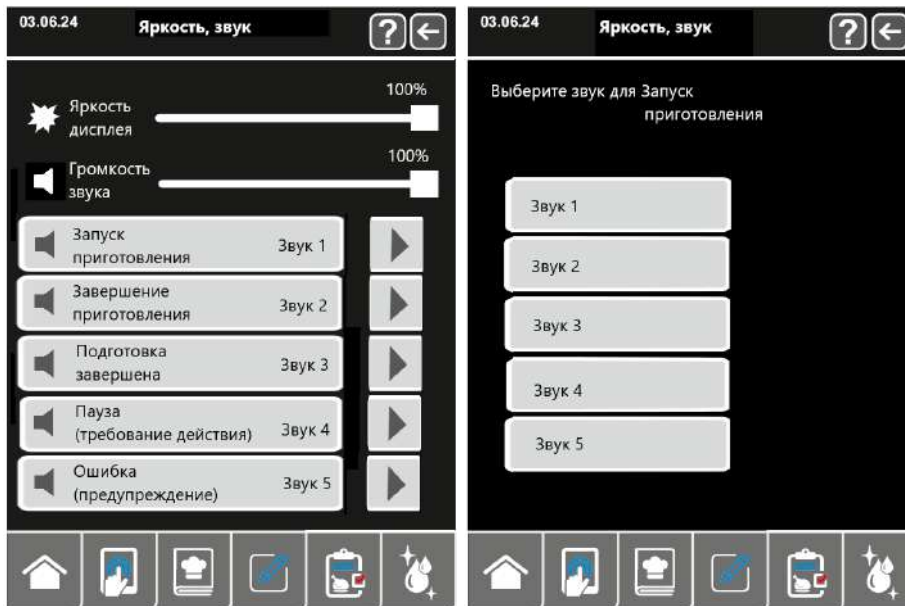 03.06.24
Яркость, звук
?
100%
Яркость
дисплея
100%
Громкость
звука
Запуск
приготовления
Звук 1
Завершение
приготовления
Звук 2
Подготовка
завершена
Звук 3
Пауза
(требование действия)
Звук 4
Ошибка
(предупреждение)
Звук 5
03.06.24
Яркость, звук
?
Выберите звук для Запуск
приготовления
Звук 1
Звук 2
Звук 3
Звук 4
Звук 5